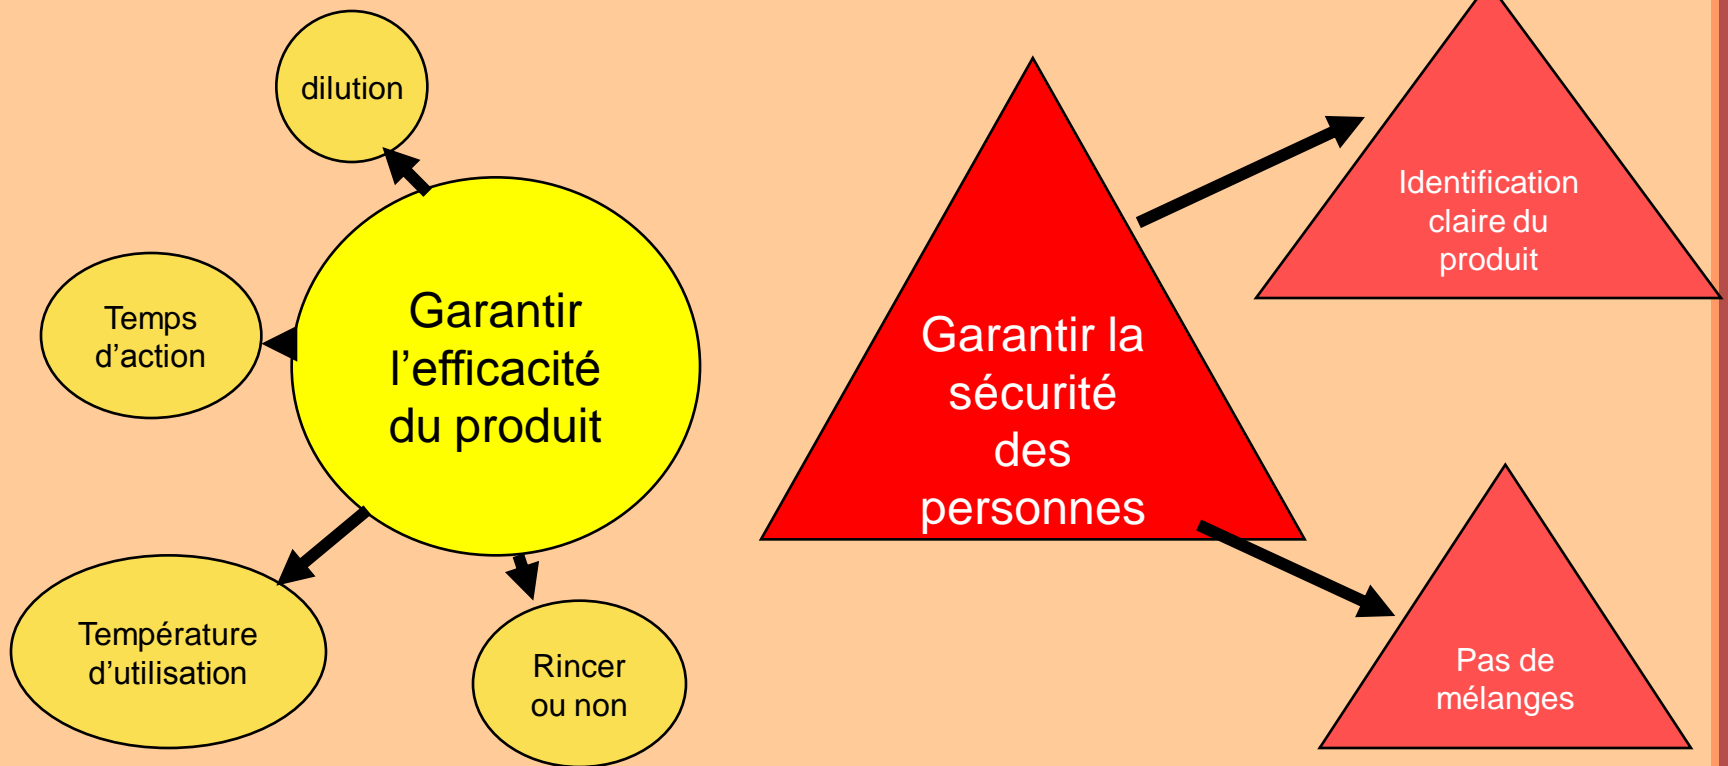 dilution
Temps
d’action
Garantir
l’efficacité
du produit
Température
d’utilisation
Rincer
ou non
Garantir la
sécurité
des
personnes
Identification
claire du
produit
Pas de
mélanges